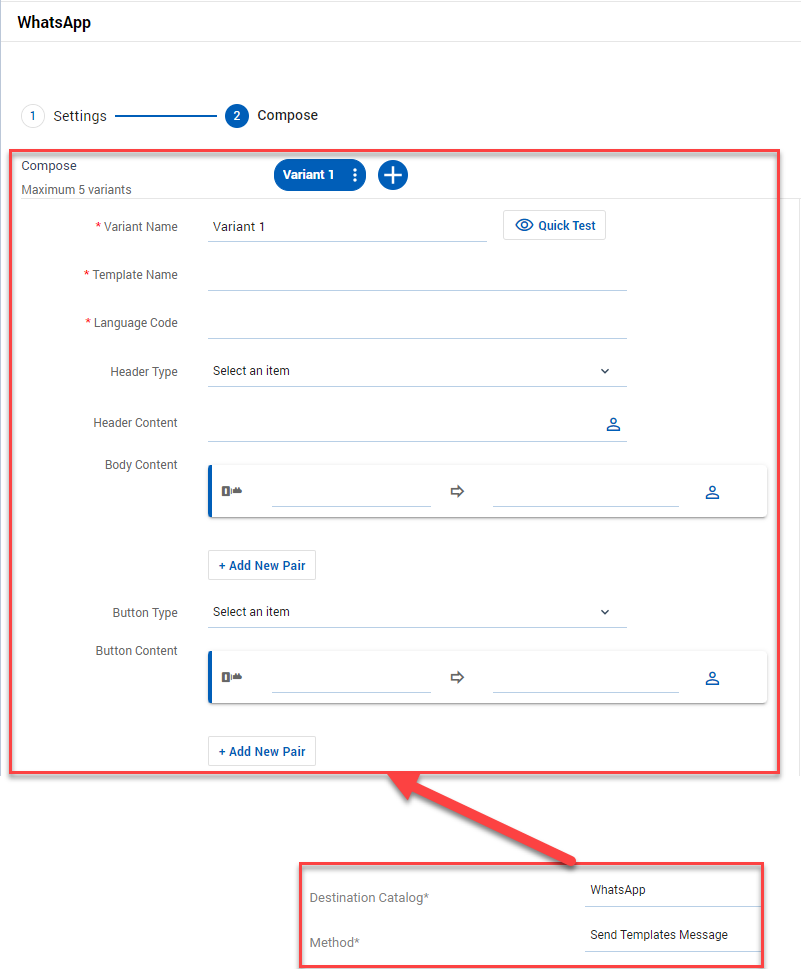 WhatsApp
1 Settings 2 Compose
Compose
Maximum 5 variants
Variant 1
* Variant Name Variant 1 Quick Test
* Template Name
* Language Code
Header Type Select an item
Header Content
Body Content
+ Add New Pair
Button Type Select an item
Button Content
+ Add New Pair
Destination Catalog* WhatsApp
Method* Send Templates Message